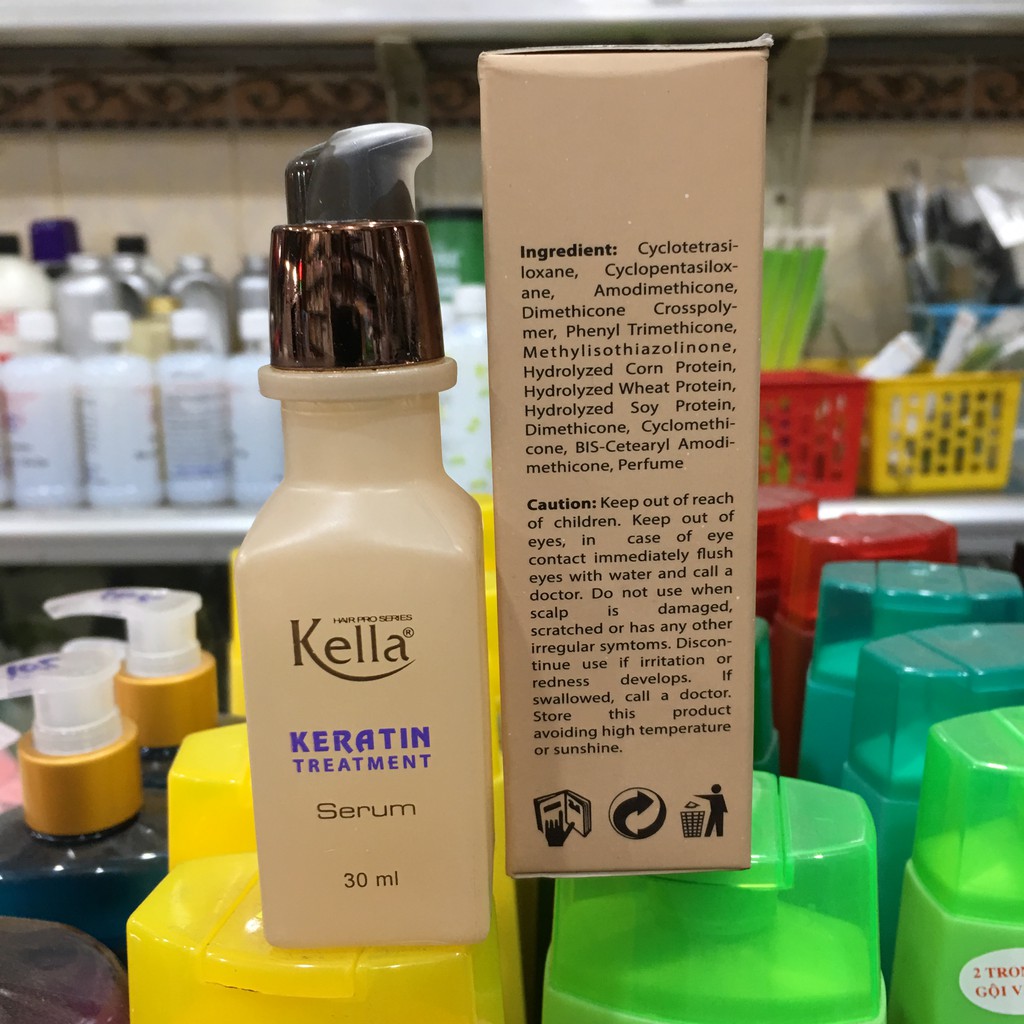 HAIR PRO SERIES
Kella®
KERATIN
TREATMENT
Serum
30 ml
Ingredient: Cyclotetrasi-
loxane, Cyclopentasilox-
ane, Amodimethicone,
Dimethicone Crosspoly-
mer, Phenyl Trimethicone,
Methylisothiazolinone,
Hydrolyzed Corn Protein,
Hydrolyzed Wheat Protein,
Hydrolyzed Soy Protein,
Dimethicone, Cyclomethi-
cone, BIS-Cetearyl Amodi-
methicone, Perfume
Caution: Keep out of reach
of children. Keep out of
eyes, in case of eye
contact immediately flush
eyes with water and call a
doctor. Do not use when
scalp is damaged,
scratched or has any other
irregular symtoms. Discon-
tinue use if irritation or
redness develops. If
swallowed, call a doctor.
Store this product
avoiding high temperature
or sunshine.
2 TRON
GỘI V